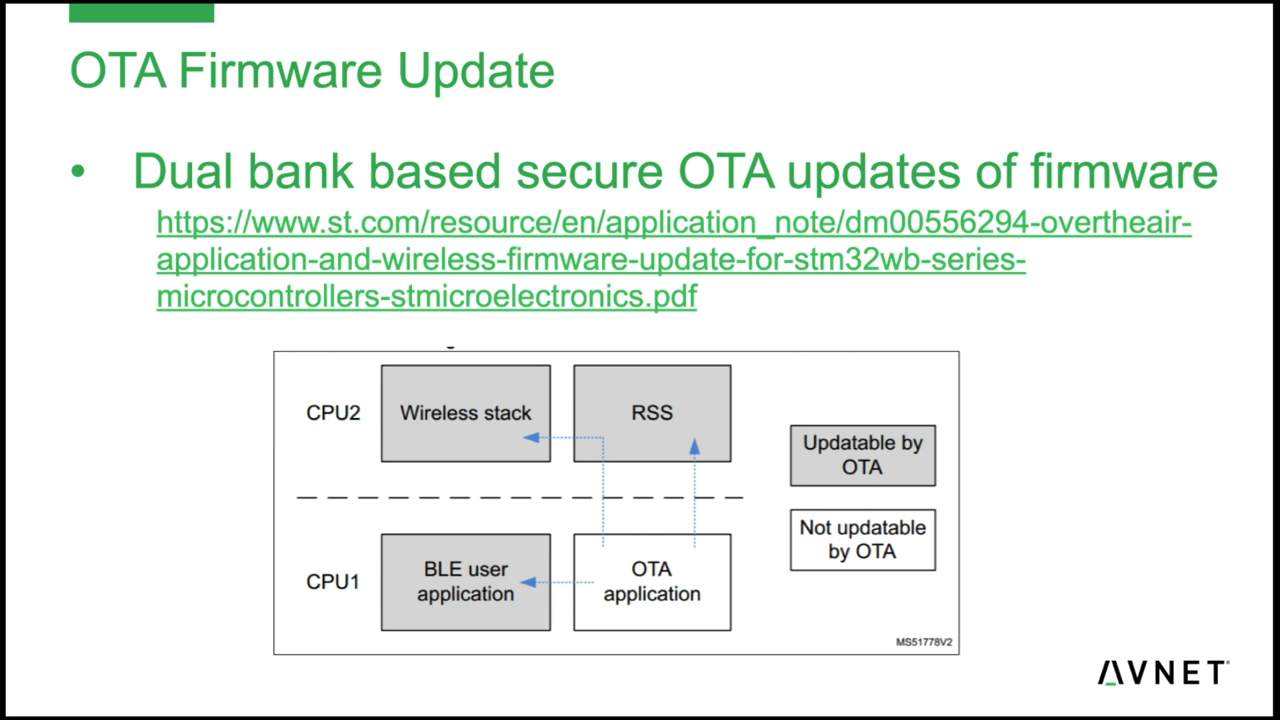 OTA Firmware Update
• Dual bank based secure OTA updates of firmware
https://www.st.com/resource/en/application_note/dm00556294-overtheair-
application-and-wireless-firmware-update-for-stm32wb-series-
microcontrollers-stmicroelectronics.pdf
CPU2
Wireless stack
RSS
Updatable by
OTA
Not updatable
by OTA
CPU1
BLE user
application
OTA
application
MS51778V2
AVNET